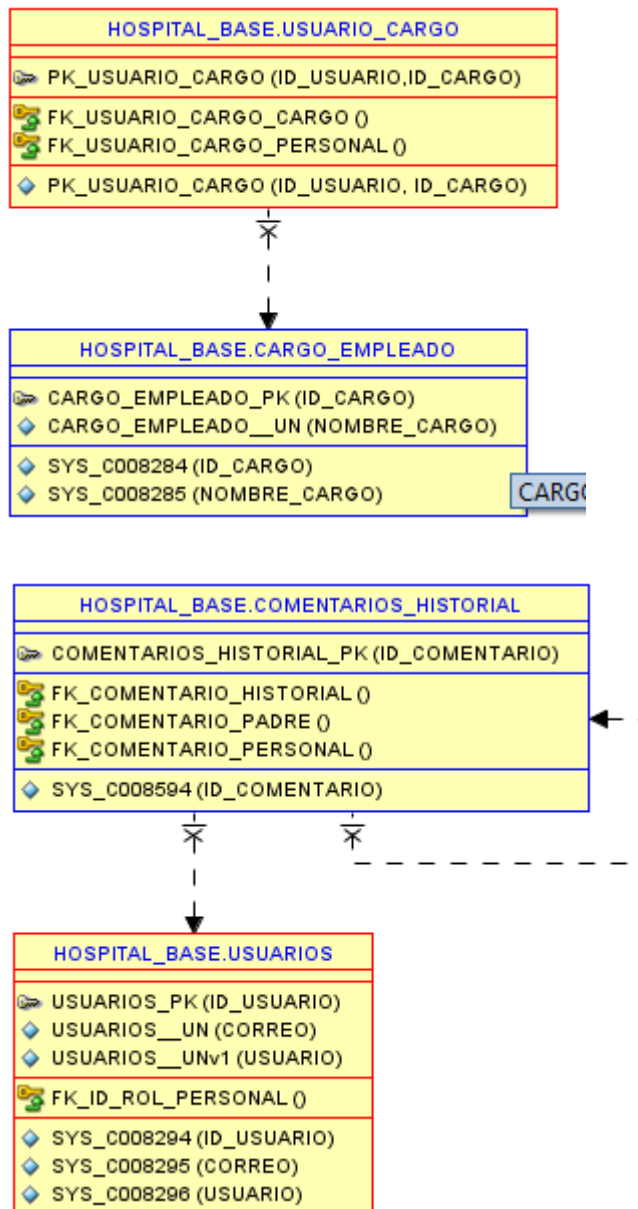 HOSPITAL_BASE.USUARIO_CARGO
PK_USUARIO_CARGO (ID_USUARIO,ID_CARGO)
FK_USUARIO_CARGO_CARGO ()
FK_USUARIO_CARGO_PERSONAL ()
PK_USUARIO_CARGO (ID_USUARIO, ID_CARGO)
HOSPITAL_BASE.CARGO_EMPLEADO
CARGO_EMPLEADO_PK (ID_CARGO)
CARGO_EMPLEADO__UN (NOMBRE_CARGO)
SYS_C008284 (ID_CARGO)
SYS_C008285 (NOMBRE_CARGO)
HOSPITAL_BASE.COMENTARIOS_HISTORIAL
COMENTARIOS_HISTORIAL_PK (ID_COMENTARIO)
FK_COMENTARIO_HISTORIAL ()
FK_COMENTARIO_PADRE ()
FK_COMENTARIO_PERSONAL ()
SYS_C008594 (ID_COMENTARIO)
HOSPITAL_BASE.USUARIOS
USUARIOS_PK (ID_USUARIO)
USUARIOS__UN (CORREO)
USUARIOS__UNv1 (USUARIO)
FK_ID_ROL_PERSONAL ()
SYS_C008294 (ID_USUARIO)
SYS_C008295 (CORREO)
SYS_C008296 (USUARIO)